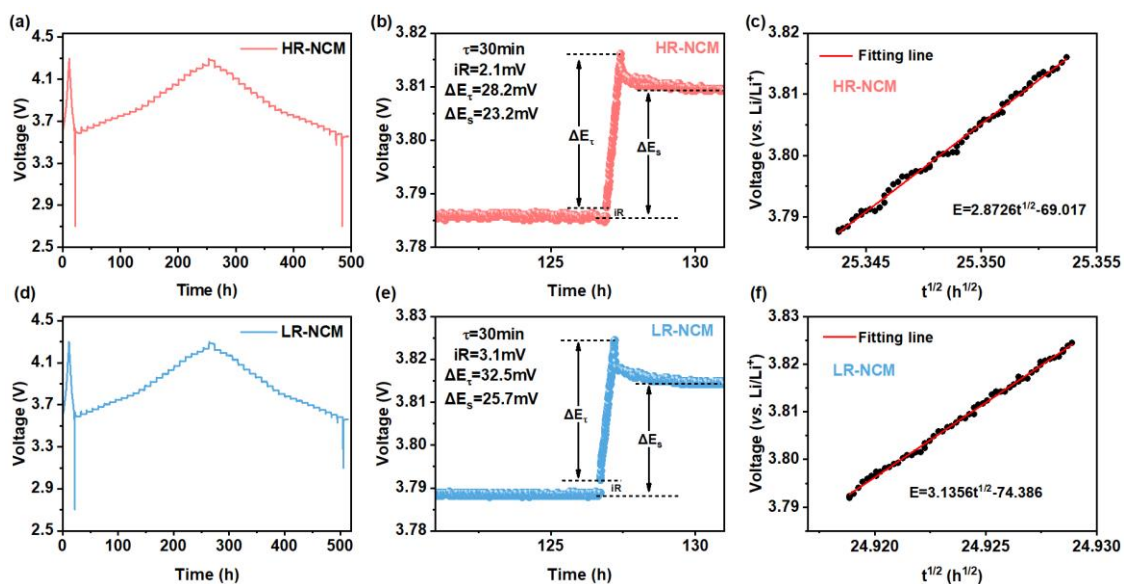 (a)
HR-NCM
4.5
3.9
3.3
2.7
2.5
Voltage (V)
0 100 200 300 400 500
Time (h)
(b)
τ=30min
iR=2.1mV
ΔEτ=28.2mV
ΔEs=23.2mV
HR-NCM
ΔEτ
ΔEs
iR
3.82
3.81
3.80
3.79
3.78
Voltage (V)
125 130
Time (h)
(c)
Fitting line
HR-NCM
E=2.8726t1/2-69.017
3.82
3.81
3.80
3.79
Voltage (vs. Li/Li+)
25.345 25.350 25.355
t1/2 (h1/2)
(d)
LR-NCM
4.5
3.9
3.3
2.9
2.5
Voltage (V)
0 100 200 300 400 500
Time (h)
(e)
τ=30min
iR=3.1mV
ΔEτ=32.5mV
ΔEs=25.7mV
LR-NCM
ΔEτ
ΔEs
iR
3.83
3.82
3.81
3.80
3.79
3.78
Voltage (V)
125 130
Time (h)
(f)
Fitting line
LR-NCM
E=3.1356t1/2-74.386
3.83
3.82
3.81
3.80
3.79
Voltage (vs. Li/Li+)
24.920 24.925 24.930
t1/2 (h1/2)